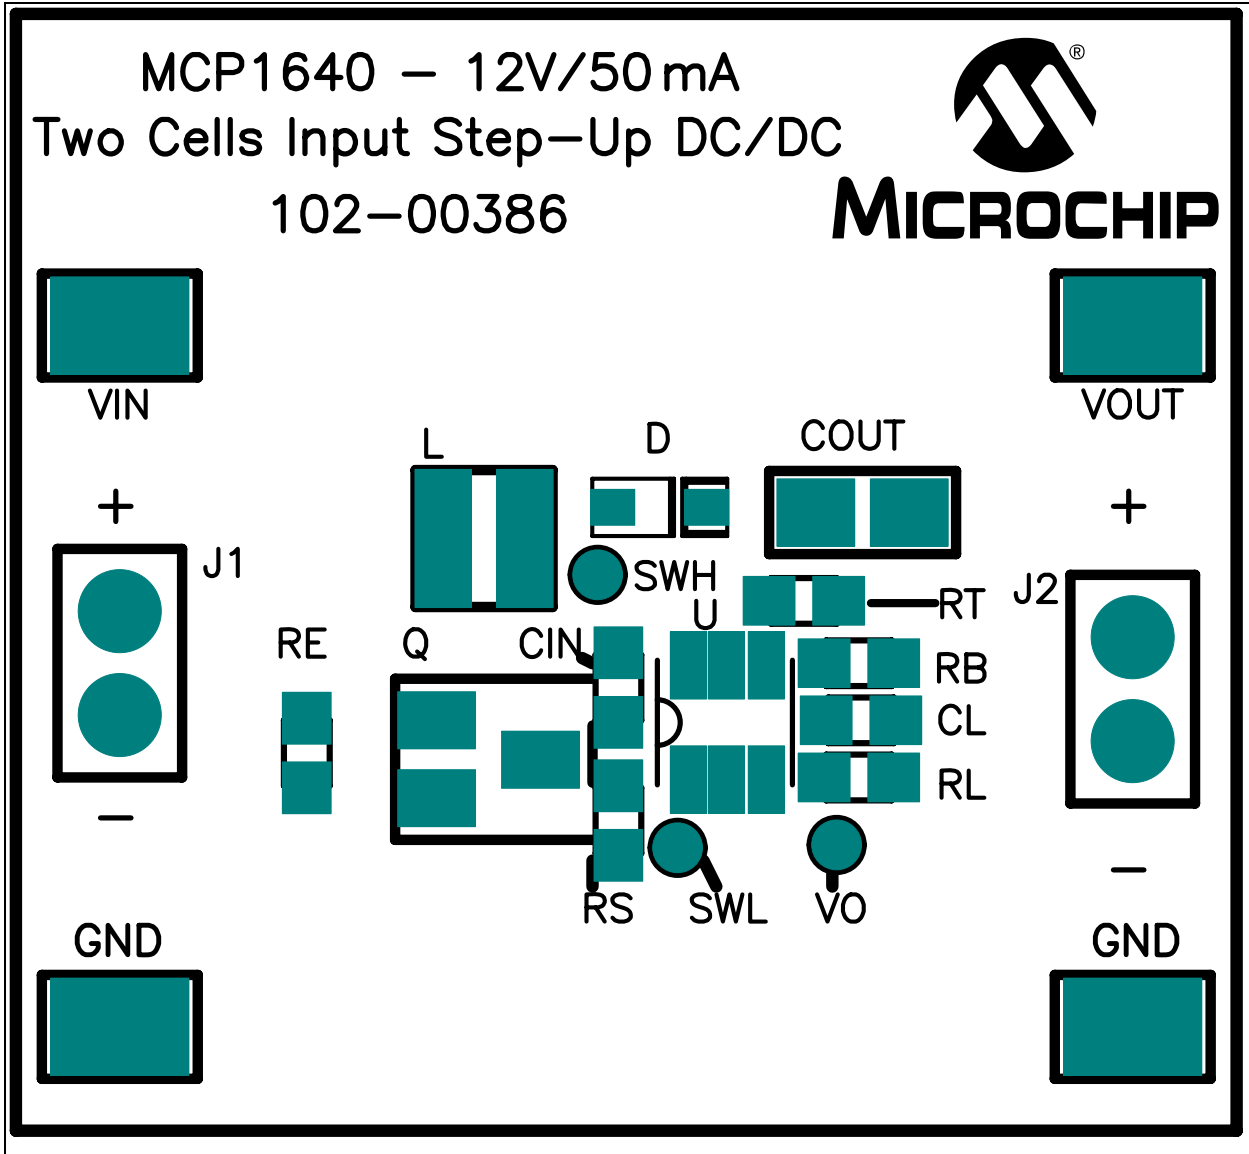 MCP1640 - 12V/50mA
Two Cells Input Step-Up DC/DC
102-00386
®
MICROCHIP
VIN
VOUT
L
D
COUT
+
+
J1
SWH
J2
U
RT
RE
Q
CIN
RB
CL
RL
-
-
RS
SWL
VO
GND
GND